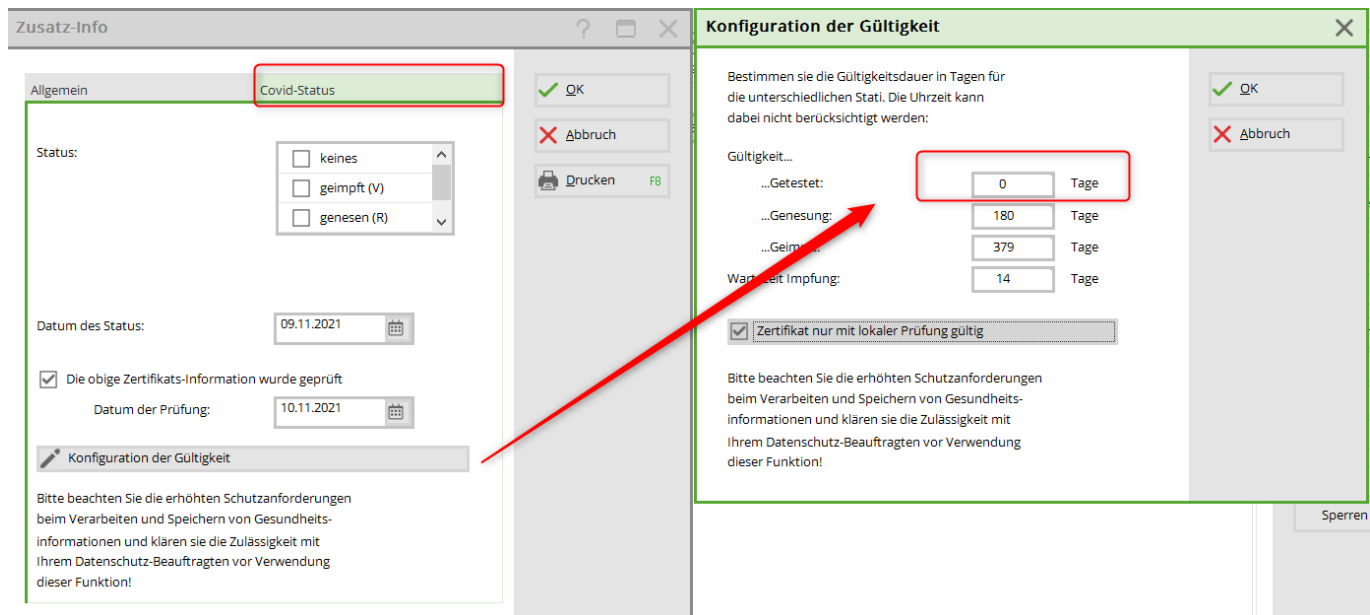 Zusatz-Info
Allgemein
Covid-Status
Status:
keines
geimpft (V)
genesen (R)
Datum des Status:
09.11.2021
Die obige Zertifikats-Information wurde geprüft
Datum der Prüfung:
10.11.2021
Konfiguration der Gültigkeit
Bitte beachten Sie die erhöhten Schutzanforderungen
beim Verarbeiten und Speichern von Gesundheits-
informationen und klären sie die Zulässigkeit mit
Ihrem Datenschutz-Beauftragten vor Verwendung
dieser Funktion!
OK
Abbruch
Drucken F8
Konfiguration der Gültigkeit
Bestimmen sie die Gültigkeitsdauer in Tagen für
die unterschiedlichen Stati. Die Uhrzeit kann
dabei nicht berücksichtigt werden:
Gültigkeit...
...Getestet: 0 Tage
...Genesung: 180 Tage
379 Tage
Impfung: 14 Tage
Zertifikat nur mit lokaler Prüfung gültig
Bitte beachten Sie die erhöhten Schutzanforderungen
beim Verarbeiten und Speichern von Gesundheits-
informationen und klären sie die Zulässigkeit mit
Ihrem Datenschutz-Beauftragten vor Verwendung
dieser Funktion!
OK
Abbruch
Sperren